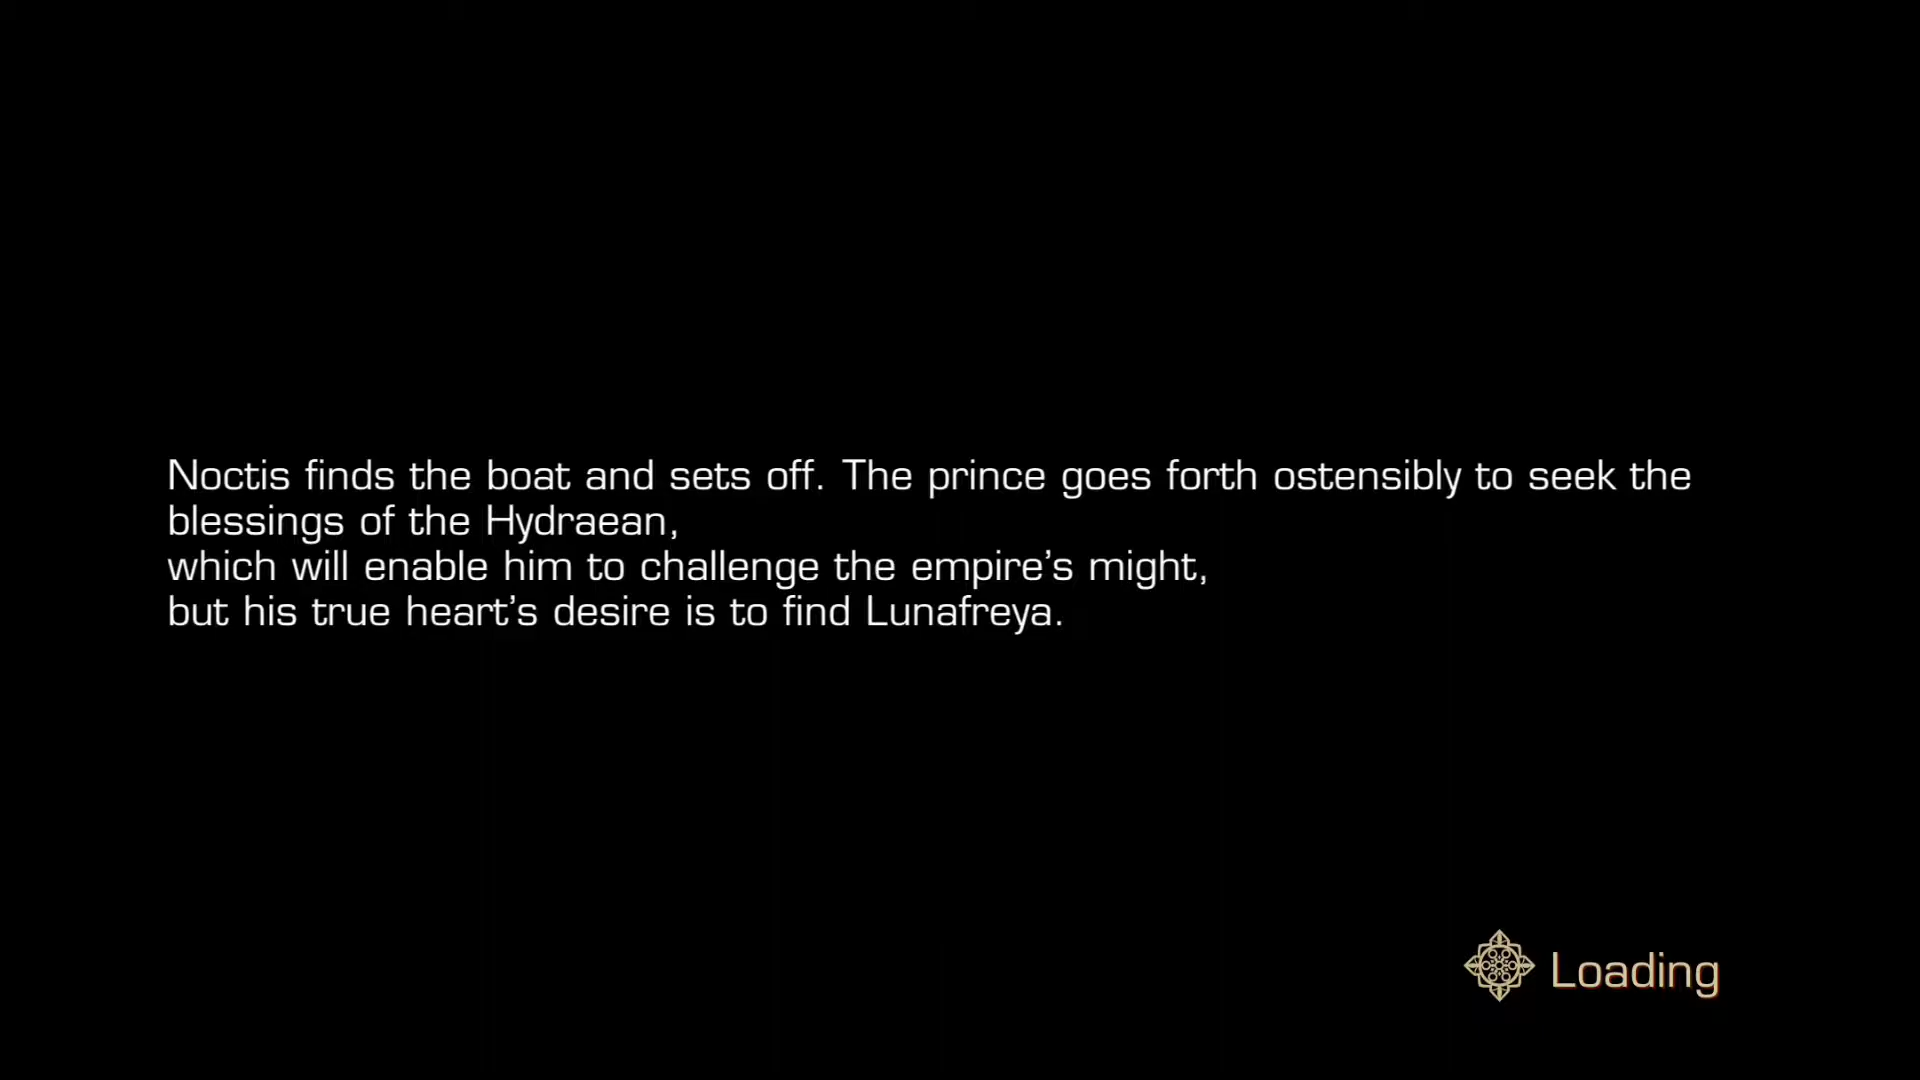 Noctis finds the boat and sets off. The prince goes forth ostensibly to seek the
blessings of the Hydraean,
which will enable him to challenge the empire’s might,
but his true heart’s desire is to find Lunafreya.
Loading